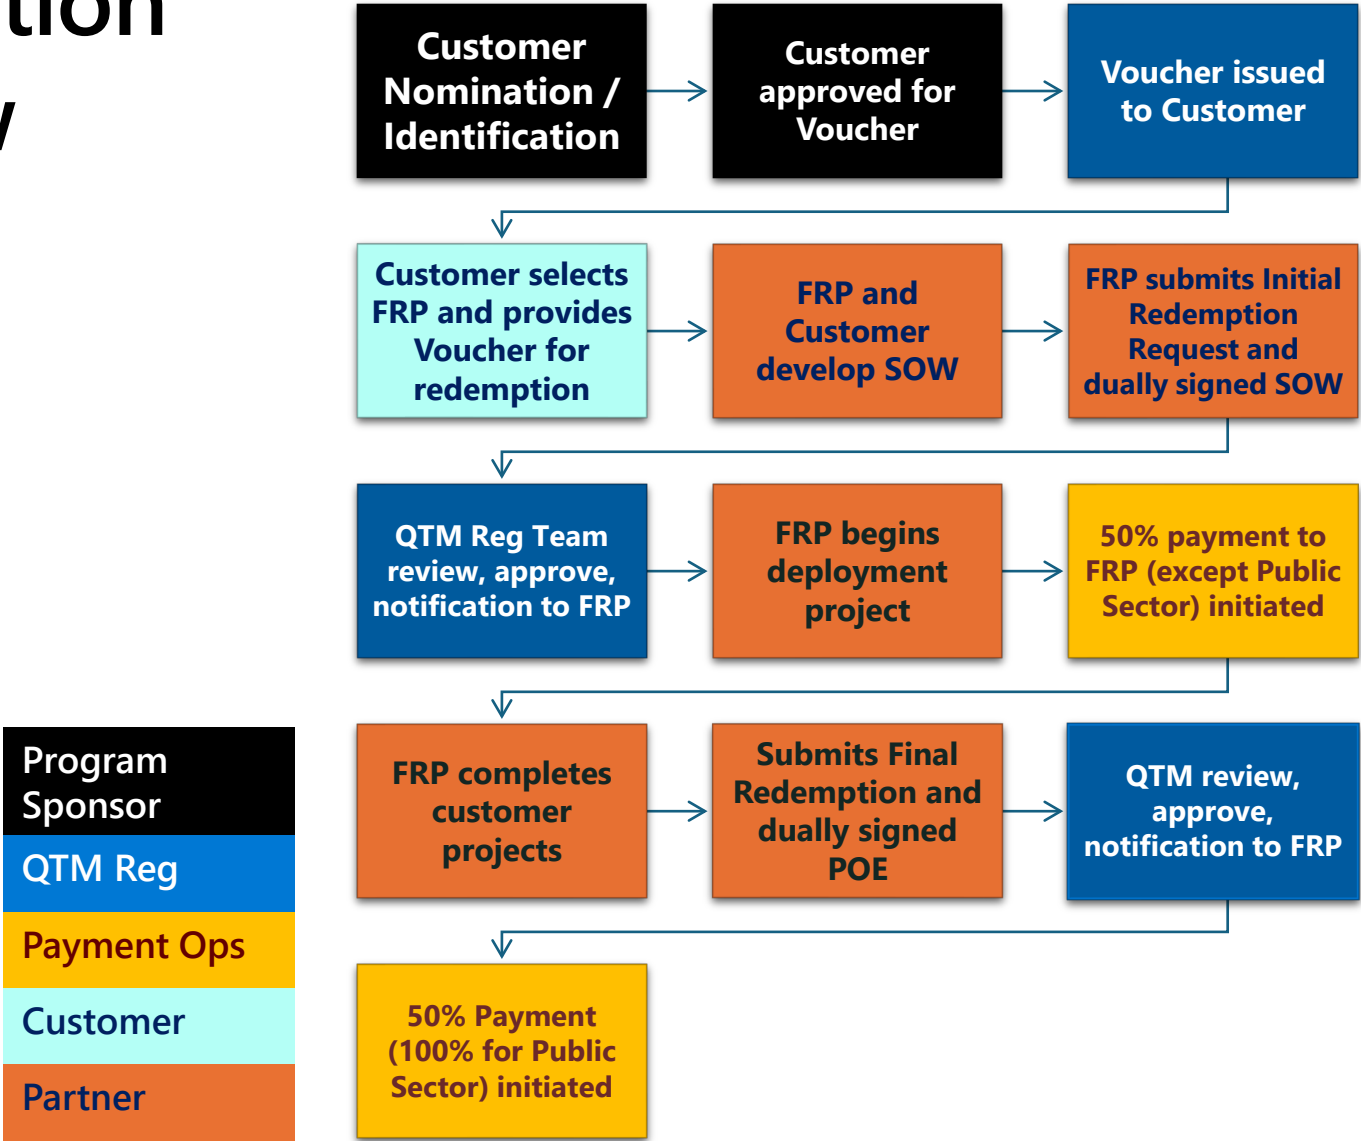 Customer
Nomination /
Identification
Customer
approved for
Voucher
Voucher issued
to Customer
Customer selects
FRP and provides
Voucher for
redemption
FRP and
Customer
develop SOW
FRP submits Initial
Redemption
Request and
dually signed SOW
QTM Reg Team
review, approve,
notification to FRP
FRP begins
deployment
project
50% payment to
FRP (except Public
Sector) initiated
FRP completes
customer
projects
Submits Final
Redemption and
dually signed
POE
QTM review,
approve,
notification to FRP
50% Payment
(100% for Public
Sector) initiated
Program
Sponsor
QTM Reg
Payment Ops
Customer
Partner